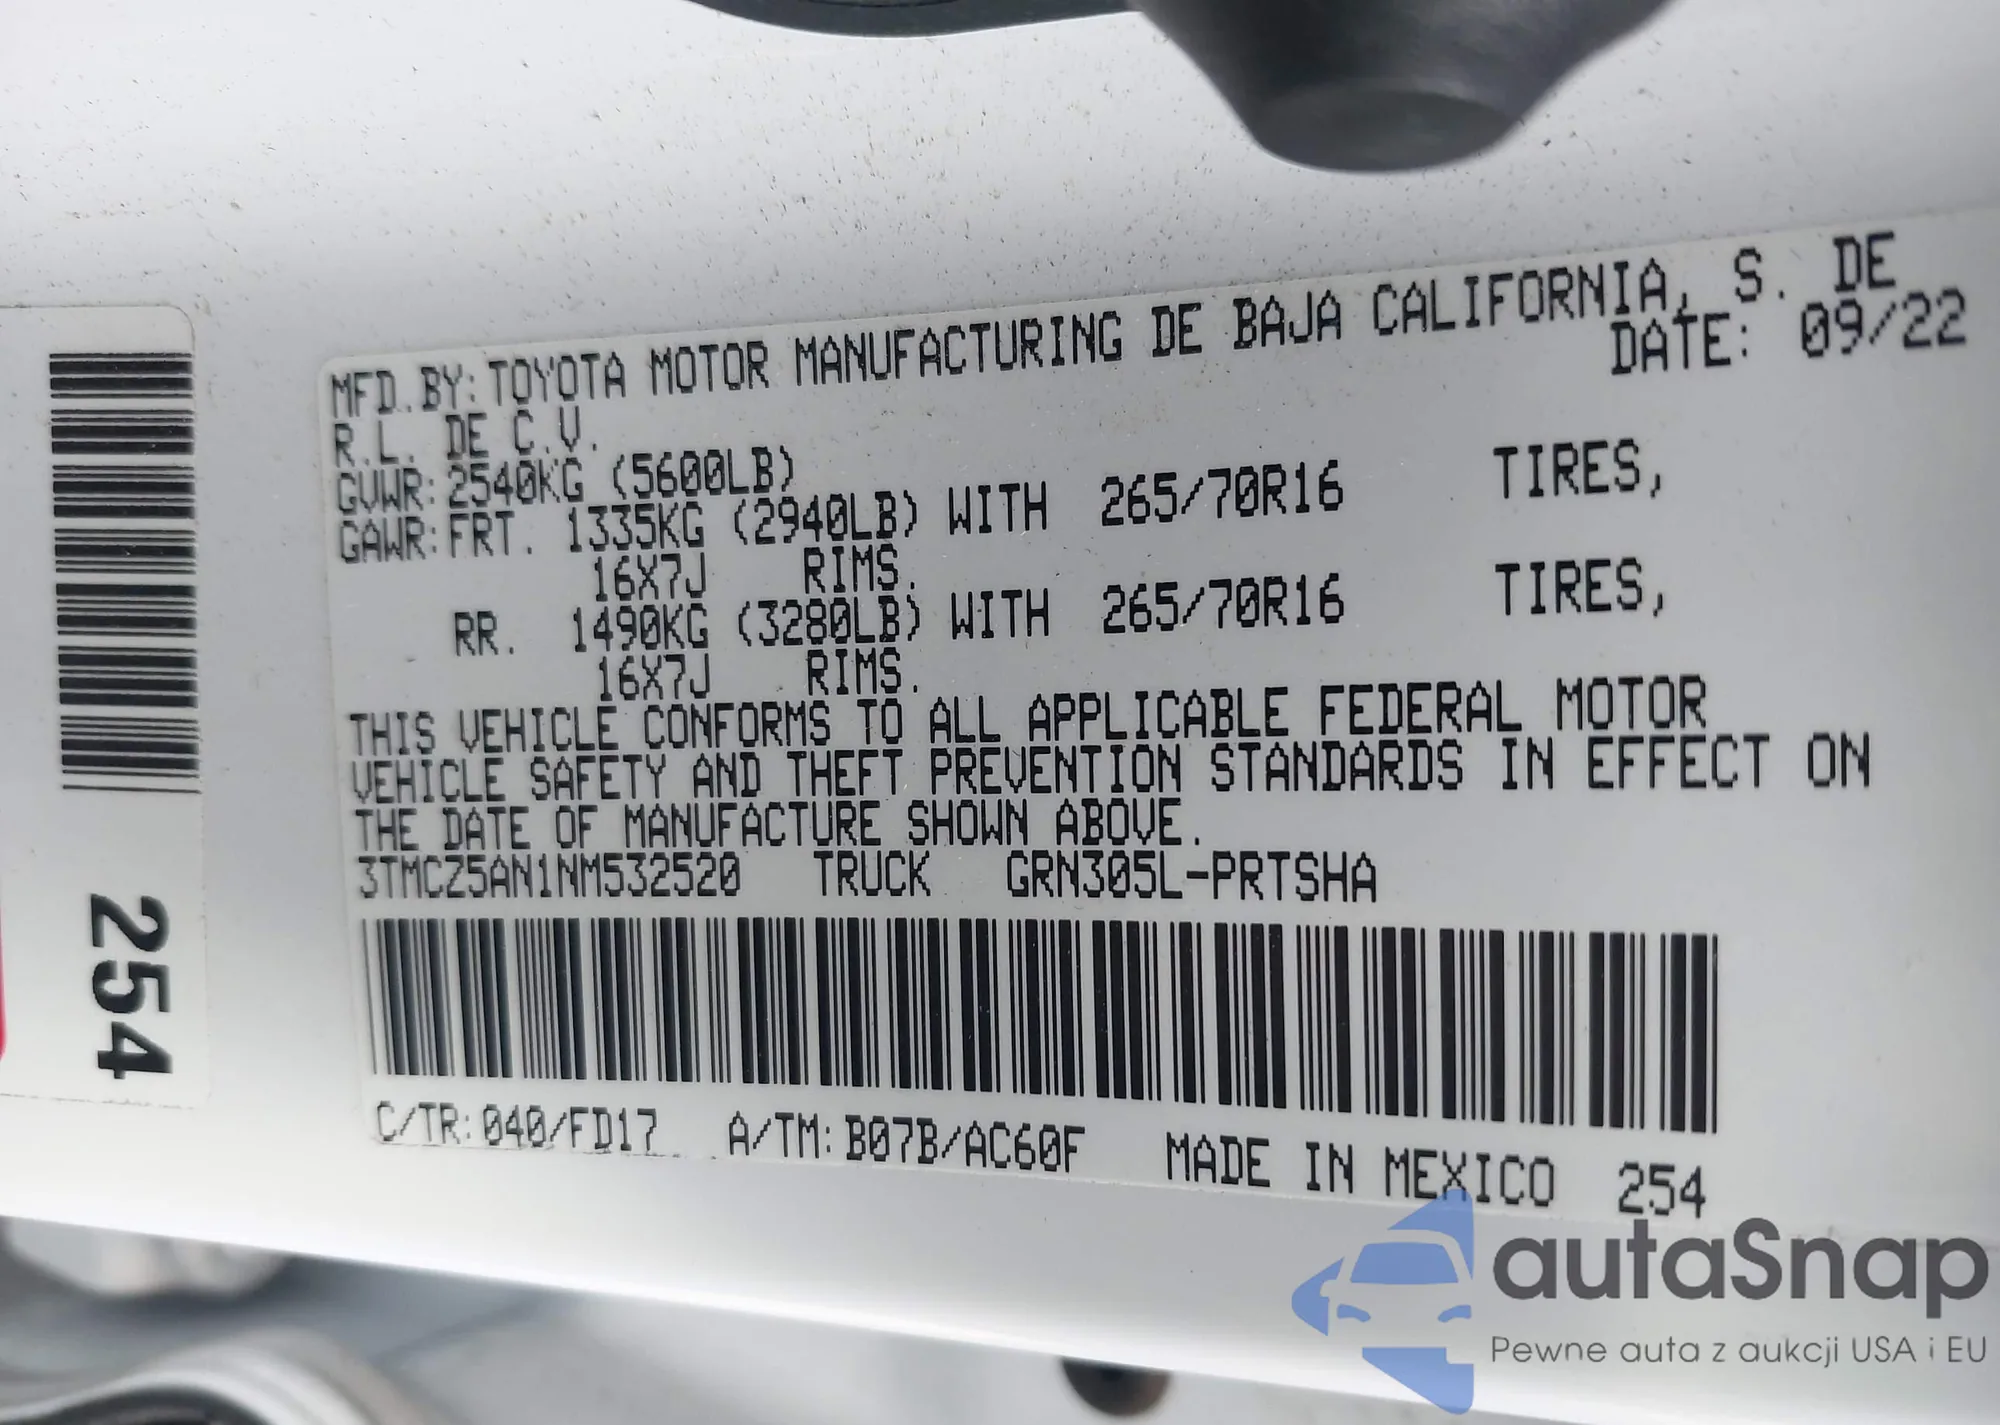 MFD.BY:TOYOTA MOTOR MANUFACTURING DE BAJA CALIFORNIA, S. DE
R.L. DE C.V.
DATE: 09/22
GVWR:2540KG (5600LB)
GAWR:FRT. 1335KG (2940LB) WITH 265/70R16 TIRES,
16X7J RIMS.
RR. 1490KG (3280LB) WITH 265/70R16 TIRES,
16X7J RIMS.
THIS VEHICLE CONFORMS TO ALL APPLICABLE FEDERAL MOTOR
VEHICLE SAFETY AND THEFT PREVENTION STANDARDS IN EFFECT ON
THE DATE OF MANUFACTURE SHOWN ABOVE.
3TMCZ5AN1NM532520 TRUCK GRN305L-PRTSHA
C/TR:040/FD17 A/TM:B07B/AC60F MADE IN MEXICO 254
254
autaSnap
Pewne auta z aukcji USA i EU